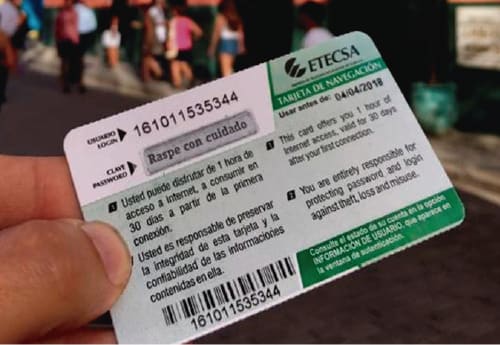 ETECSA
TARJETA DE NAVEGACIÓN
Usar antes de: 04/04/2018
USUARIO
LOGIN
161011535344
CLAVE
PASSWORD
Raspe con cuidado
1 Usted puede disfrutar de 1 hora de
acceso a Internet, a consumir en
30 días a partir de la primera
conexión.
2 Usted es responsable de preservar
la integridad de esta tarjeta y la
confiabilidad de las informaciones
contenidas en ella.
1 This card offers you 1 hour of
Internet access, valid for 30 days
after your first connection.
2 You are entirely responsible for
protecting password and login
against theft, loss and misuse.
161011535344
Consulte el estado de su cuenta en la opción
INFORMACIÓN DE USUARIO, que aparece en
la ventana de autenticación.